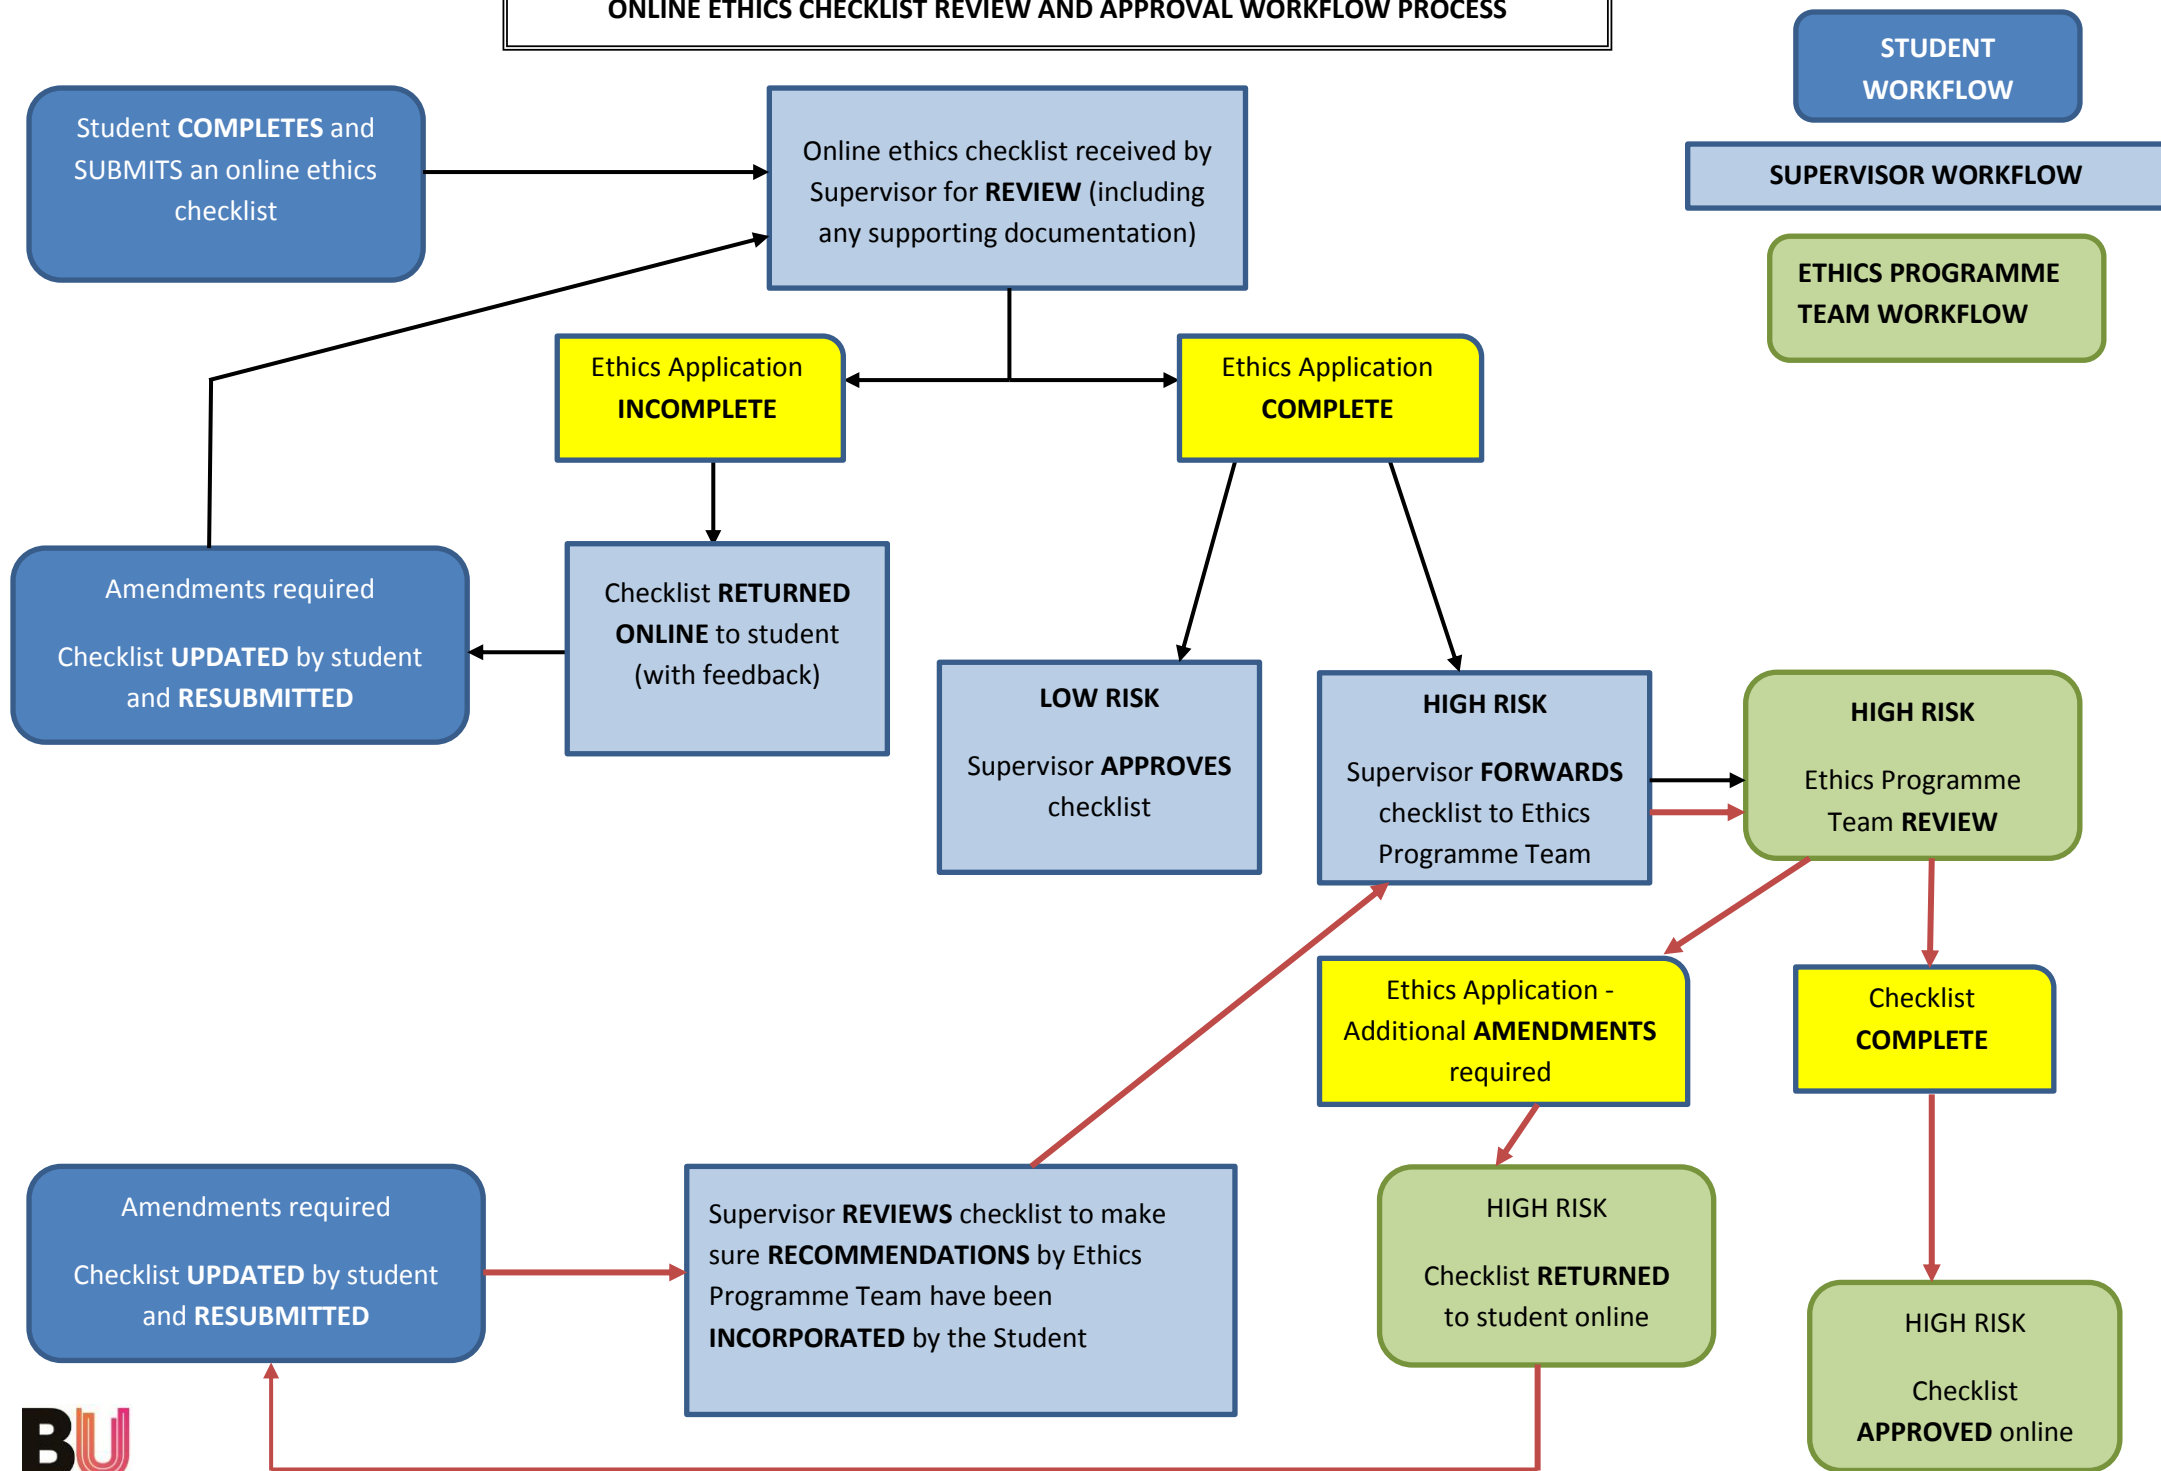 ONLINE ETHICS CHECKLIST REVIEW AND APPROVAL WORKFLOW PROCESS
STUDENT
WORKFLOW
SUPERVISOR WORKFLOW
ETHICS PROGRAMME
TEAM WORKFLOW
Student COMPLETES and
SUBMITS an online ethics
checklist
Online ethics checklist received by
Supervisor for REVIEW (including
any supporting documentation)
Ethics Application
INCOMPLETE
Ethics Application
COMPLETE
Amendments required
Checklist UPDATED by student
and RESUBMITTED
Checklist RETURNED
ONLINE to student
(with feedback)
LOW RISK
Supervisor APPROVES
checklist
HIGH RISK
Supervisor FORWARDS
checklist to Ethics
Programme Team
HIGH RISK
Ethics Programme
Team REVIEW
Ethics Application -
Additional AMENDMENTS
required
Checklist
COMPLETE
Amendments required
Checklist UPDATED by student
and RESUBMITTED
Supervisor REVIEWS checklist to make
sure RECOMMENDATIONS by Ethics
Programme Team have been
INCORPORATED by the Student
HIGH RISK
Checklist RETURNED
to student online
HIGH RISK
Checklist
APPROVED online
BU